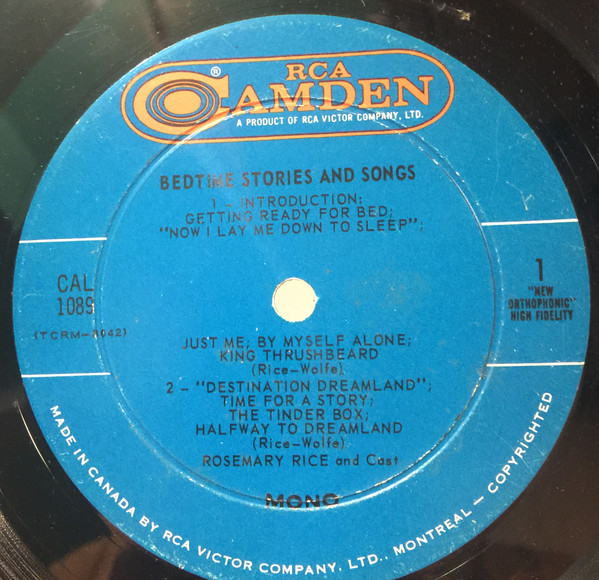 RCA
CAMDEN
®
A PRODUCT OF RCA VICTOR COMPANY, LTD.
BEDTIME STORIES AND SONGS
1 - INTRODUCTION;
GETTING READY FOR BED;
"NOW I LAY ME DOWN TO SLEEP";
CAL
1089
(TCRM-3042)
1
"NEW
ORTHOPHONIC"
HIGH FIDELITY
JUST ME; BY MYSELF ALONE;
KING THRUSHBEARD
(Rice-Wolfe)
2 - "DESTINATION DREAMLAND";
TIME FOR A STORY;
THE TINDER BOX;
HALFWAY TO DREAMLAND
(Rice-Wolfe)
ROSEMARY RICE and Cast
MONO
MADE IN CANADA BY RCA VICTOR COMPANY, LTD., MONTREAL — COPYRIGHTED